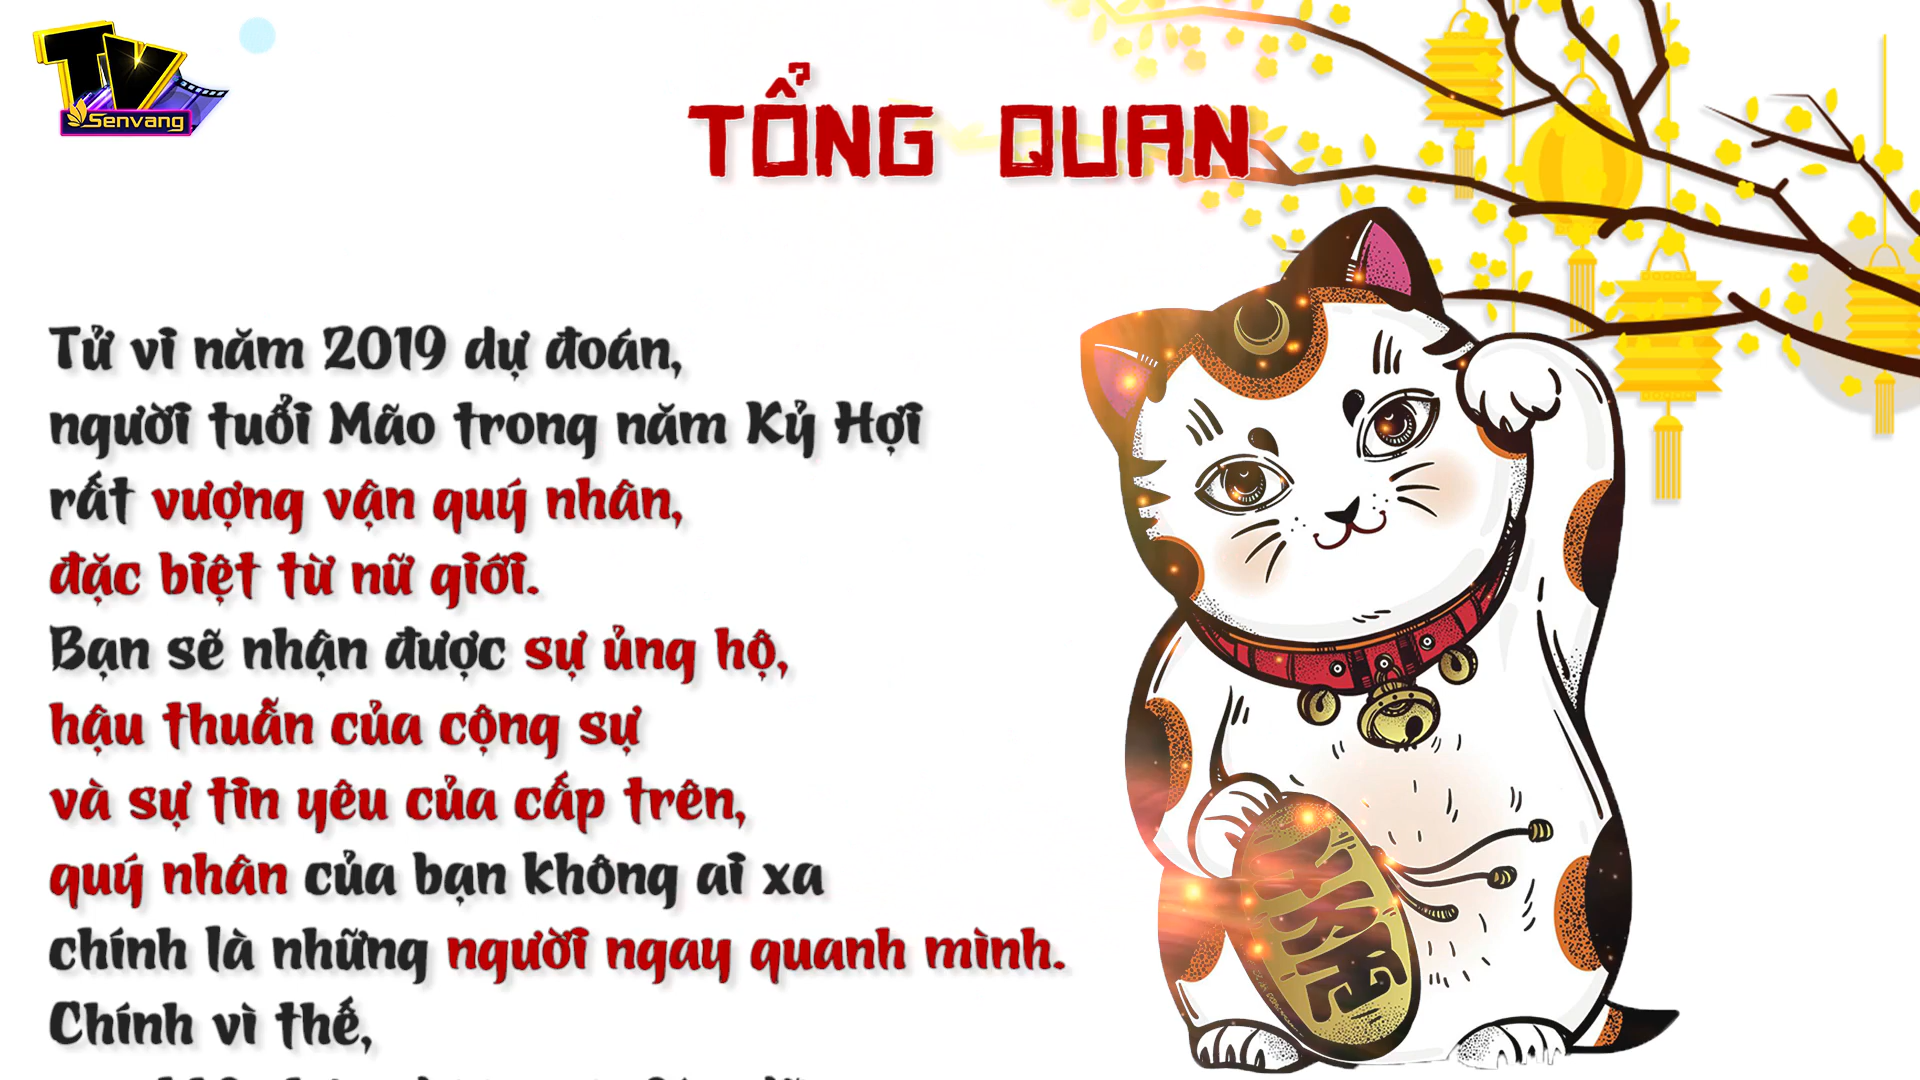 TV
Senvang
TỔNG QUAN
Tử vi năm 2019 dự đoán,
người tuổi Mão trong năm Kỷ Hợi
rất vượng vận quý nhân,
đặc biệt từ nữ giới.
Bạn sẽ nhận được sự ủng hộ,
hậu thuẫn của cộng sự
và sự tin yêu của cấp trên,
quý nhân của bạn không ai xa
chính là những người ngay quanh mình.
Chính vì thế,